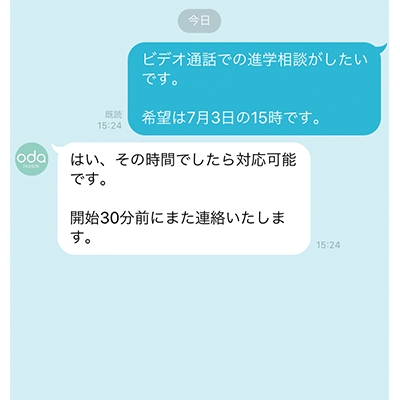 今日
ビデオ通話での進学相談がしたい
です。
希望は7月3日の15時です。
既読
15:24
oda
はい、その時間でしたら対応可能
です。
開始30分前にまた連絡いたしま
す。
15:24